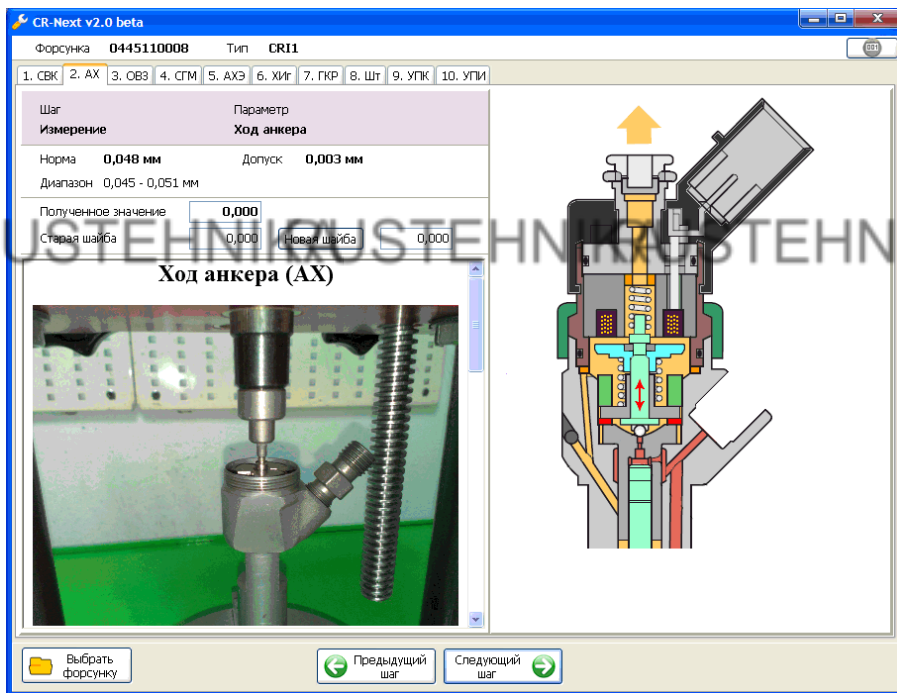 CR-Next v2.0 beta
Форсунка 0445110008 Тип CRI1
001
1. СВК 2. АХ 3. ОВЗ 4. СГМ 5. АХЭ 6. ХИг 7. ГКР 8. Шт 9. УПК 10. УПИ
Шаг Параметр
Измерение Ход анкера
Норма 0,048 мм Допуск 0,003 мм
Диапазон 0,045 - 0,051 мм
Полученное значение 0,000
Старая шайба 0,000 Новая шайба 0,000
Ход анкера (АХ)
Выбрать форсунку
Предыдущий шаг
Следующий шаг